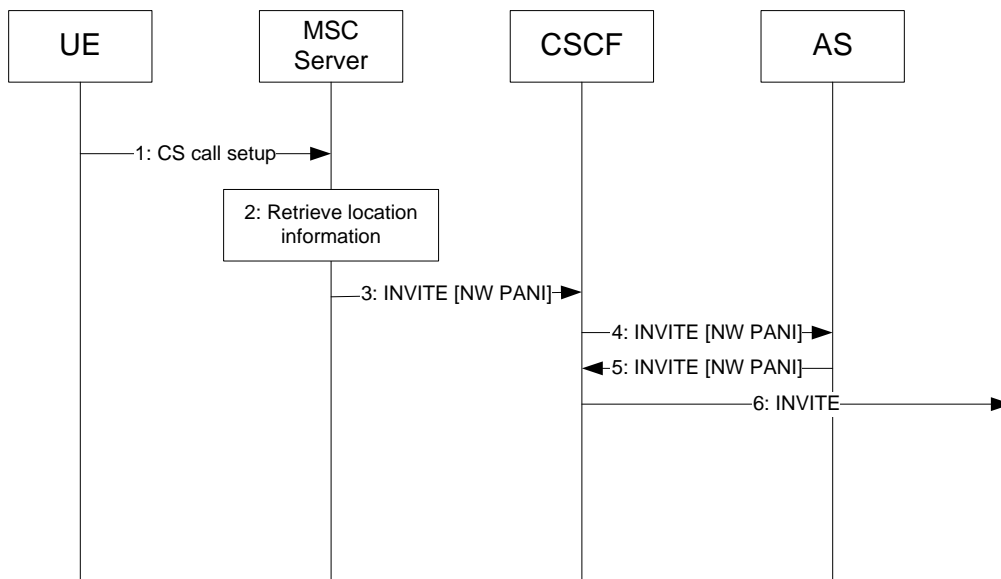 UE
MSC
Server
CSCF
AS
1: CS call setup
2: Retrieve location
information
3: INVITE [NW PANI]
4: INVITE [NW PANI]
5: INVITE [NW PANI]
6: INVITE